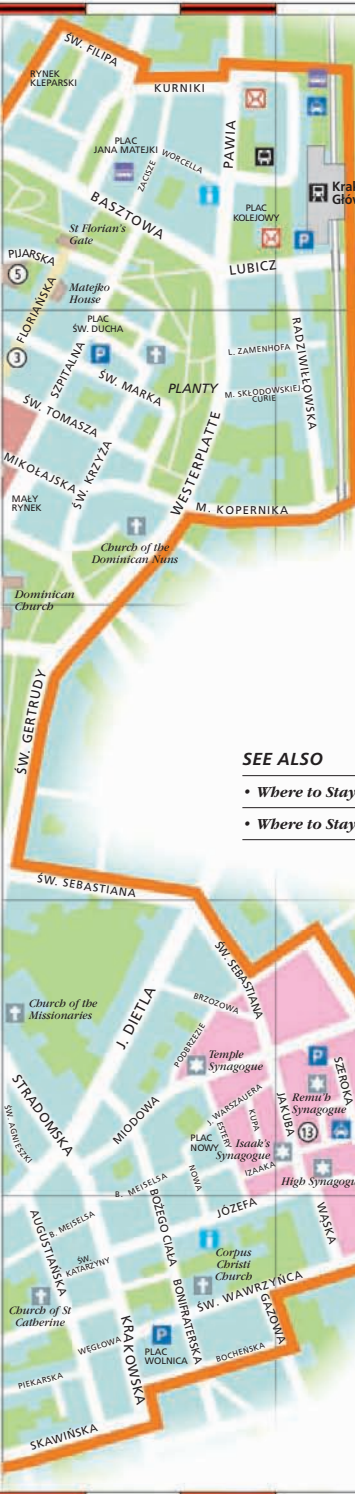 ŚW. FILIPA
RYNEK
KLEPARSKI
KURNIKI
PLAC
JANA MATEJKI
WORCELLA
ZACISZE
PAWIA
BASZTOWA
PLAC
KOLEJOWY
St Florian's
Gate
PIJARSKA
5
LUBICZ
Matejko
House
FLORIAŃSKA
PLAC
ŚW. DUCHA
3
SZPITALNA
ŚW. MARKA
PLANTY
L. ZAMENHOFA
RADZIWIŁŁOWSKA
M. SKŁODOWSKIEJ
CURIE
ŚW. TOMASZA
ŚW. KRZYŻA
WESTERPLATTE
MIKOŁAJSKA
MAŁY
RYNEK
M. KOPERNIKA
Church of the
Dominican Nuns
Dominican
Church
ŚW. GERTRUDY
SEE ALSO
• Where to Stay
• Where to Stay
ŚW. SEBASTIANA
ŚW. SEBASTIANA
Church of the
Missionaries
J. DIETLA
BRZOZOWA
PODBRZEZIE
Temple
Synagogue
STRADOMSKA
MIODOWA
ŚW. AGNIESZKI
J. WARSZAUERA
ESTERY
KUPA
JAKUBA
SZEROKA
Remu'h
Synagogue
13
PLAC
NOWY
Isaak's
Synagogue
IZAAKA
High Synagogu
B. MEISELSA
NOWA
JÓZEFA
WĄSKA
AUGUSTIAŃSKA
B. MEISELSA
BOŻEGO CIAŁA
ŚW.
KATARZYNY
Corpus
Christi
Church
Church of St
Catherine
ŚW. WAWRZYŃCA
GAZOWA
KRAKOWSKA
BONIFRATERSKA
WĘGŁOWA
PLAC
WOLNICA
BOCHEŃSKA
PIEKARSKA
SKAWIŃSKA